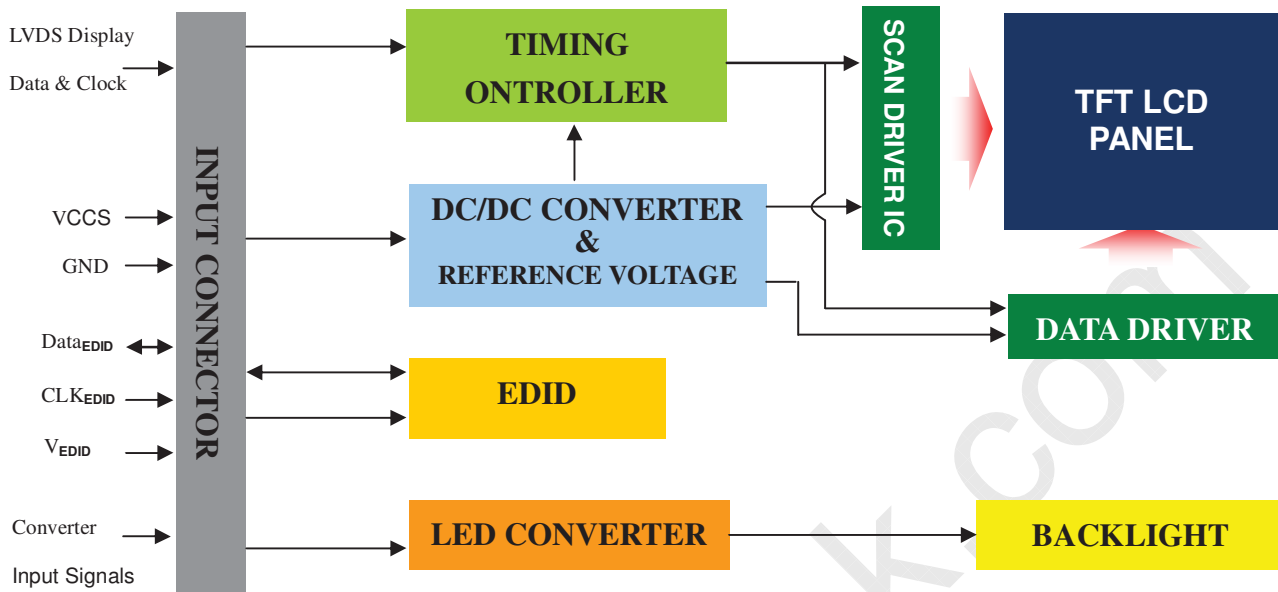 LVDS Display
Data & Clock
VCCS
GND
DataEDID
CLKEDID
VEDID
Converter
Input Signals
INPUT CONNECTOR
TIMING
ONTROLLER
DC/DC CONVERTER
&
REFERENCE VOLTAGE
EDID
LED CONVERTER
SCAN DRIVER IC
TFT LCD
PANEL
DATA DRIVER
BACKLIGHT
k.com